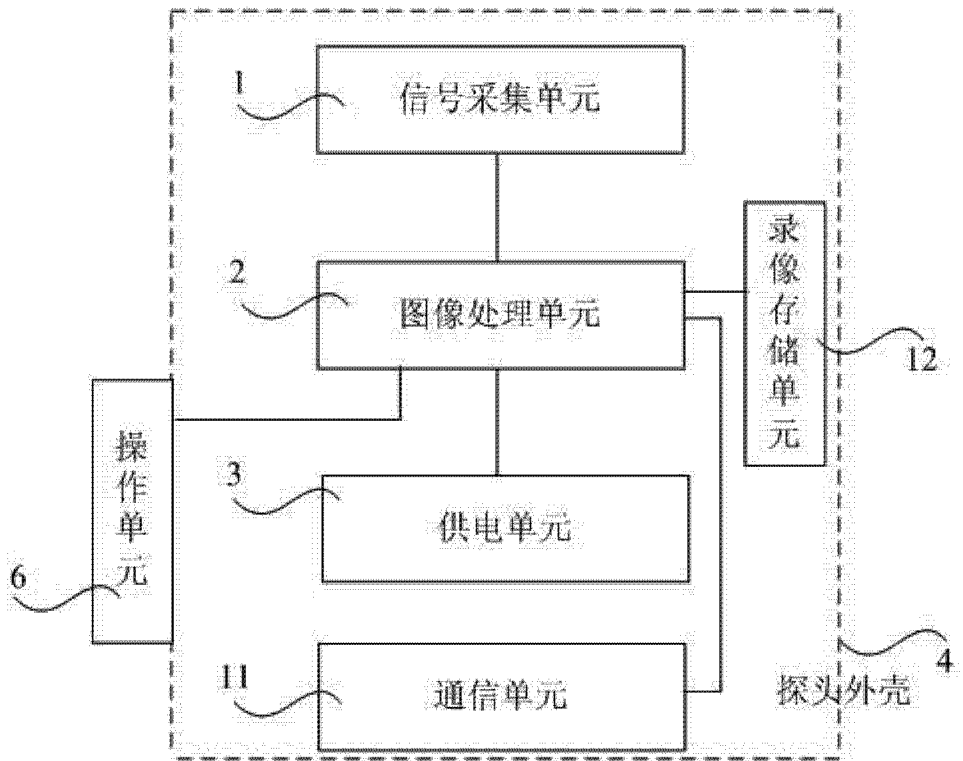 1
信号采集单元
2
图像处理单元
录像存储单元
12
操作单元
6
3
供电单元
11
通信单元
4
探头外壳